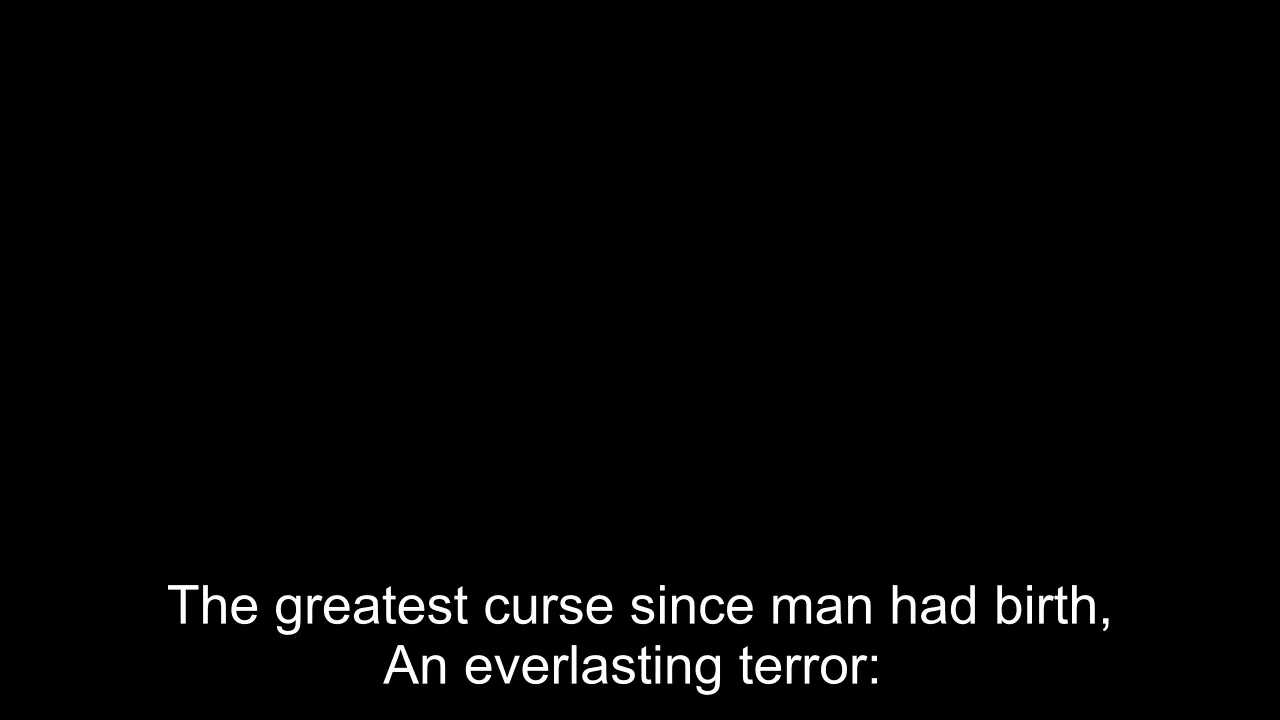 The greatest curse since man had birth,
An everlasting terror: